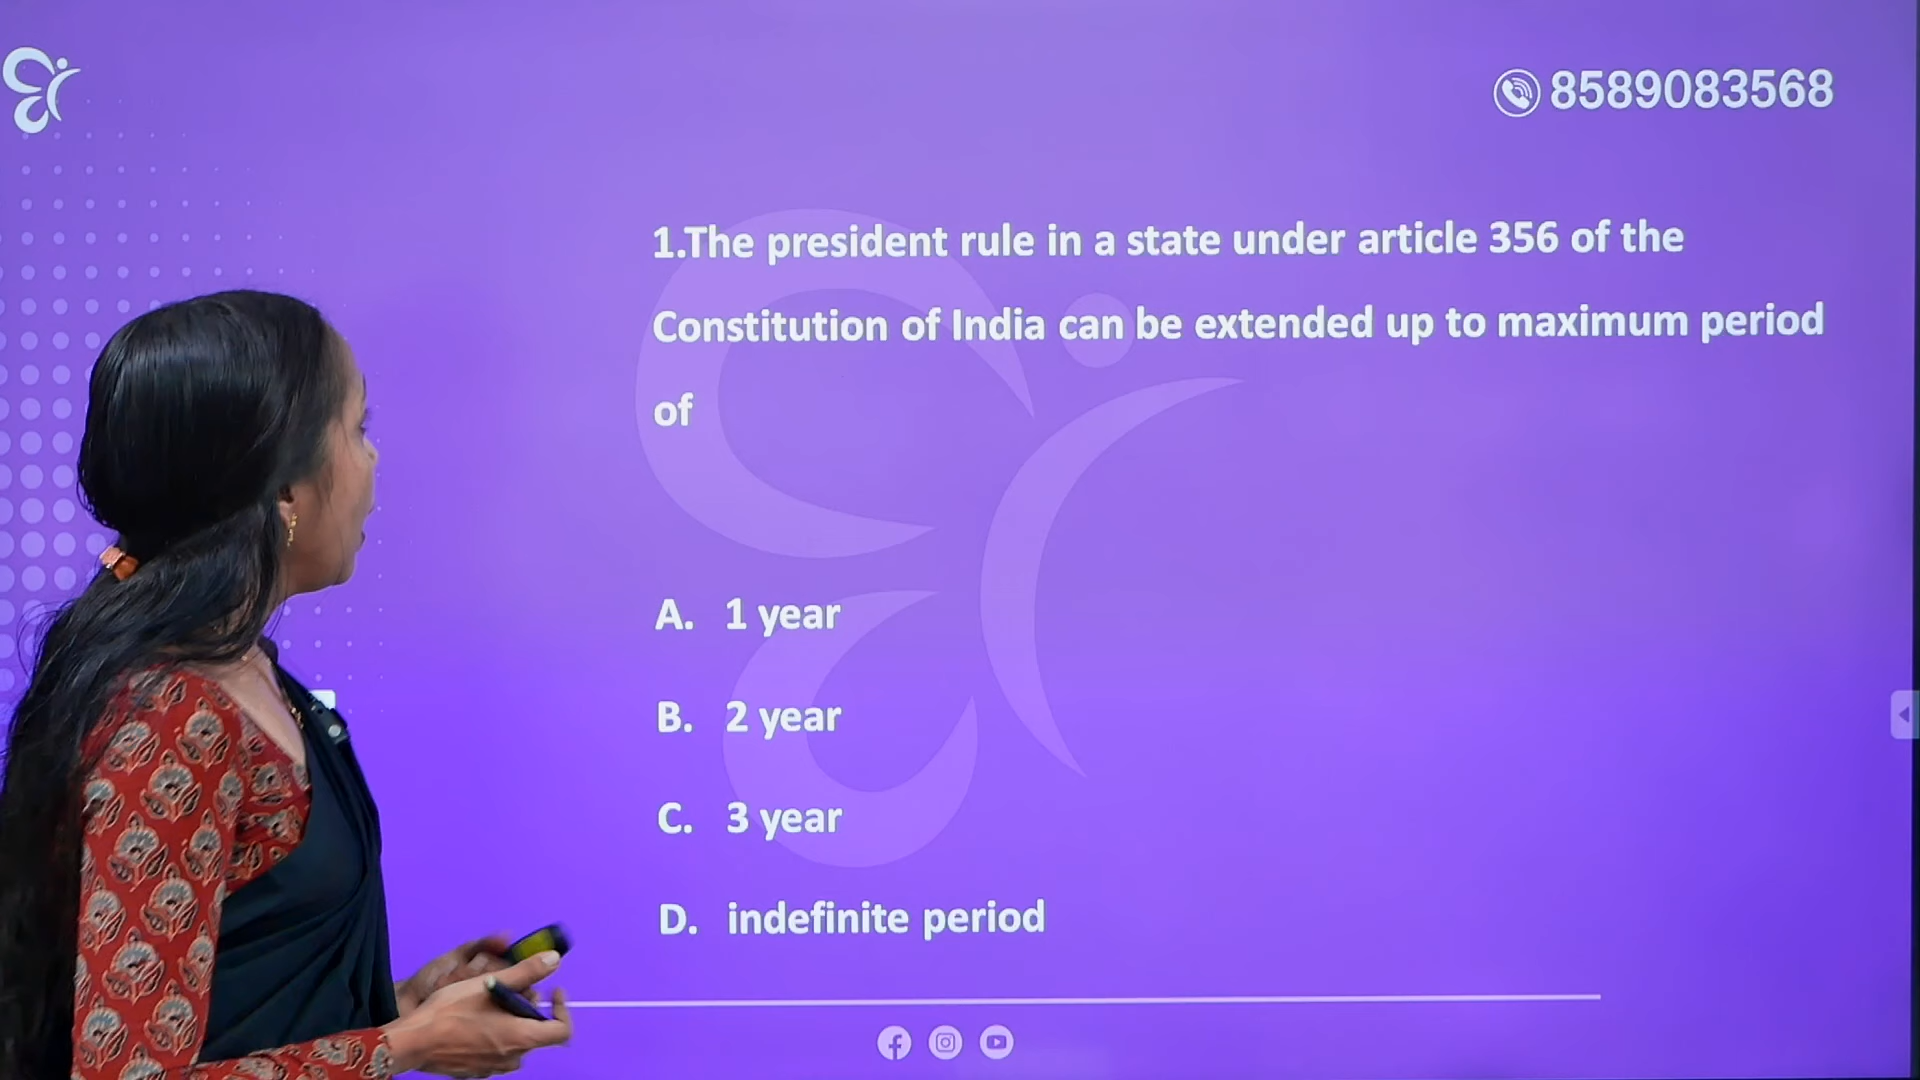 8589083568
1.The president rule in a state under article 356 of the
Constitution of India can be extended up to maximum period
of
A. 1 year
B. 2 year
C. 3 year
D. indefinite period